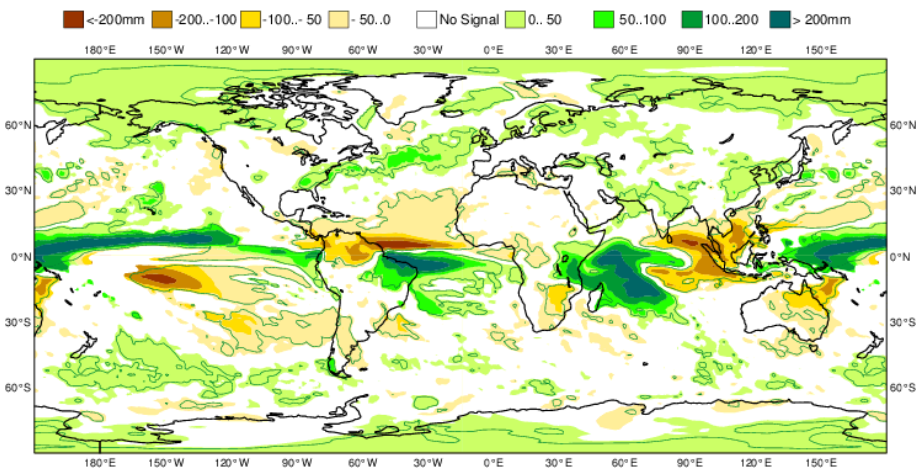 <-200mm -200..-100 -100..- 50 - 50..0 No Signal 0.. 50 50..100 100..200 > 200mm
180°E 150°W 120°W 90°W 60°W 30°W 0°E 30°E 60°E 90°E 120°E 150°E
60°N 60°N
30°N 30°N
0°N 0°N
30°S 30°S
60°S 60°S
180°E 150°W 120°W 90°W 60°W 30°W 0°E 30°E 60°E 90°E 120°E 150°E